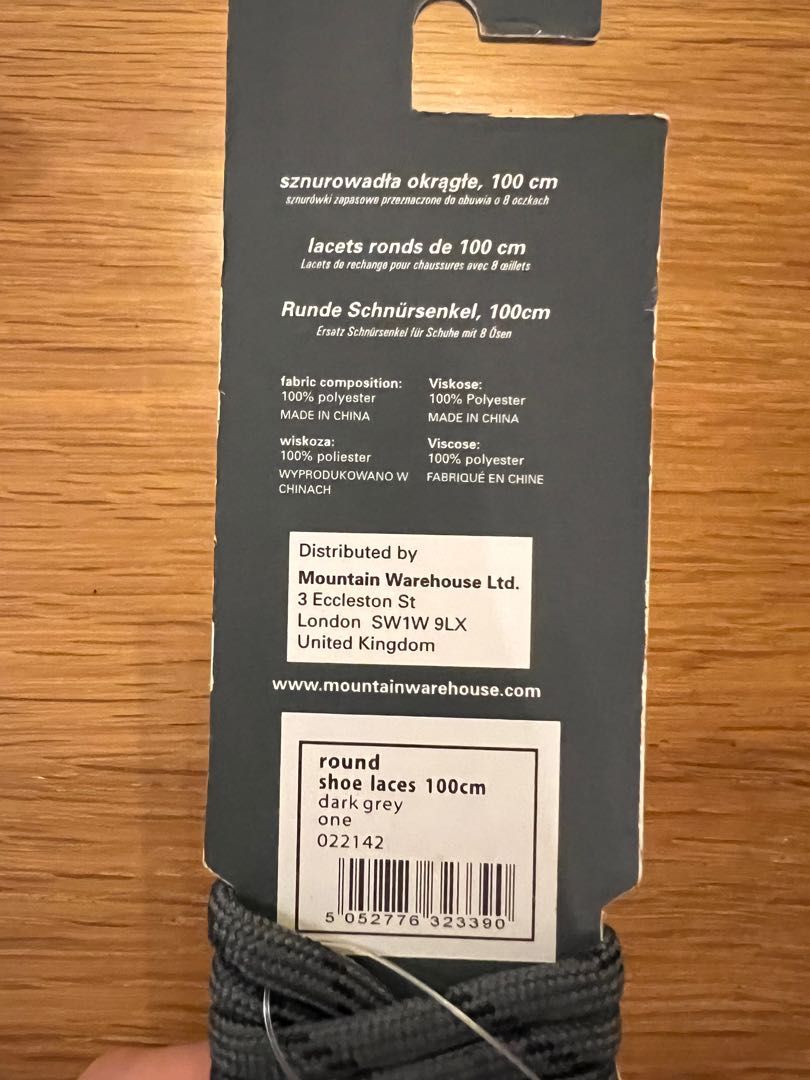 sznurowadła okrągłe, 100 cm
sznurówki zapasowe przeznaczone do obuwia o 8 oczkach
lacets ronds de 100 cm
Lacets de rechange pour chaussures avec 8 œillets
Runde Schnürsenkel, 100cm
Ersatz Schnürsenkel für Schuhe mit 8 Ösen
fabric composition:
100% polyester
MADE IN CHINA
Viskose:
100% Polyester
MADE IN CHINA
wiskoza:
100% poliester
WYPRODUKOWANO W
CHINACH
Viscose:
100% polyester
FABRIQUÉ EN CHINE
Distributed by
Mountain Warehouse Ltd.
3 Eccleston St
London SW1W 9LX
United Kingdom
www.mountainwarehouse.com
round
shoe laces 100cm
dark grey
one
022142
5 052776 323390